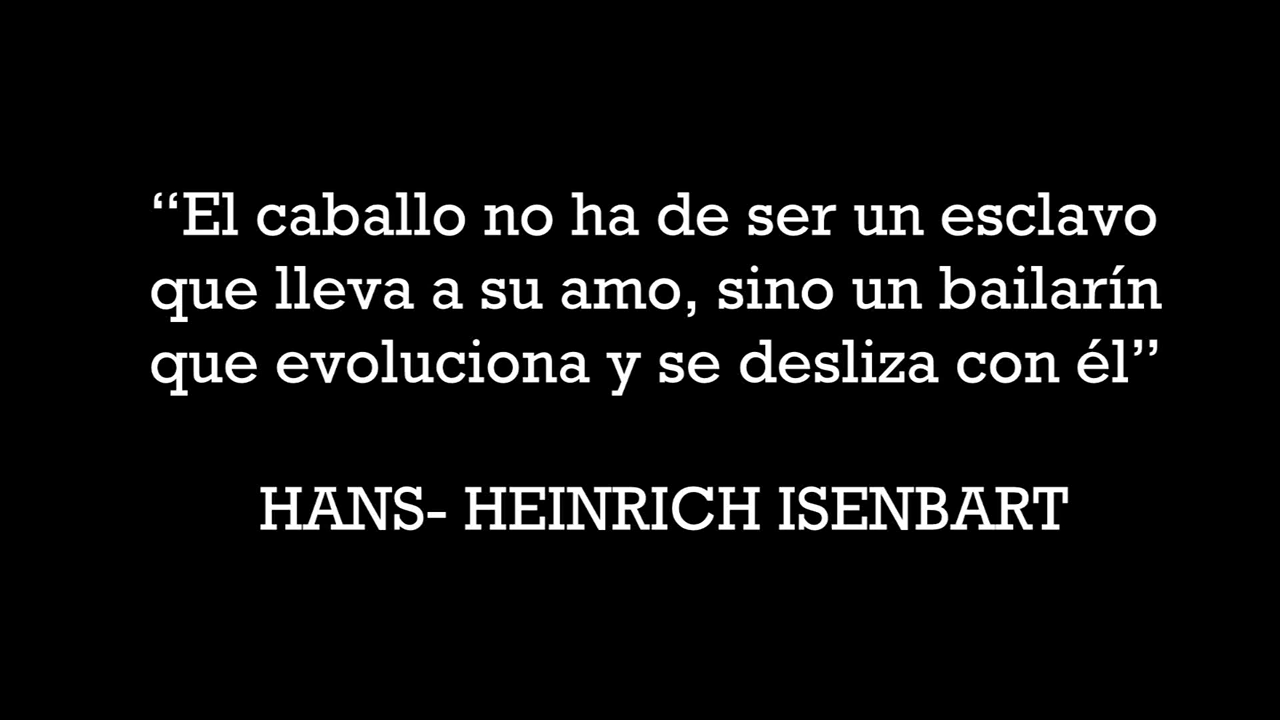 “El caballo no ha de ser un esclavo
que lleva a su amo, sino un bailarín
que evoluciona y se desliza con él”
HANS- HEINRICH ISENBART